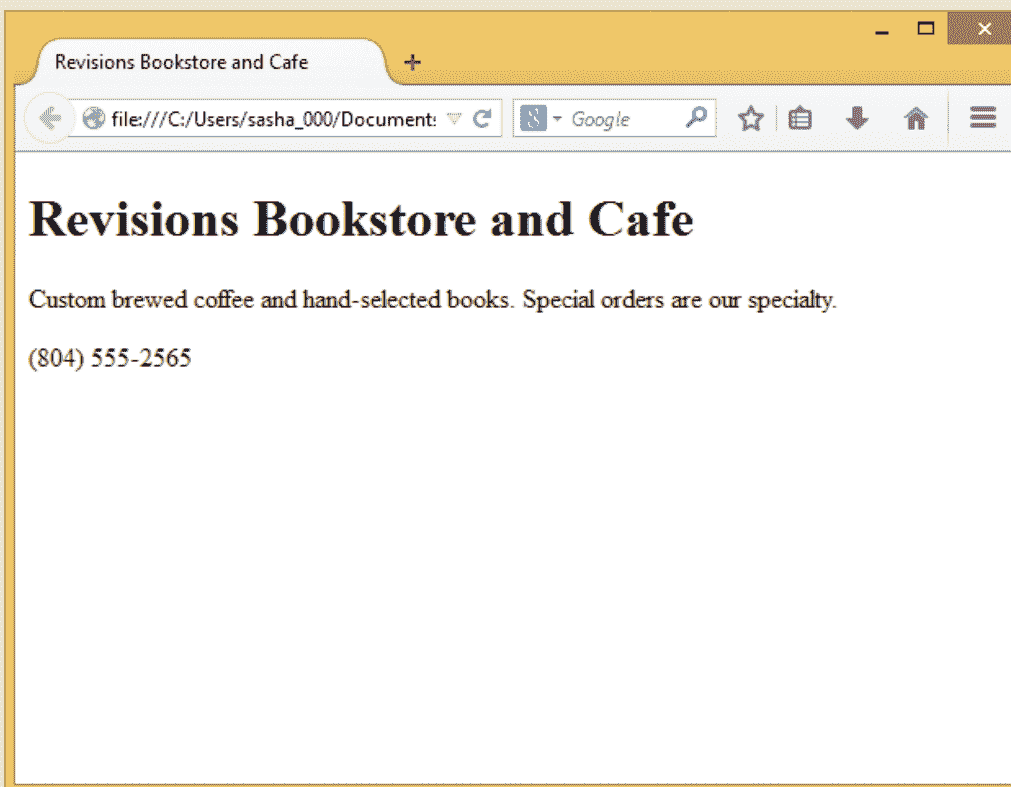 Revisions Bookstore and Cafe
file:///C:/Users/sasha_000/Document:
Google
Revisions Bookstore and Cafe
Custom brewed coffee and hand-selected books. Special orders are our specialty.
(804) 555-2565